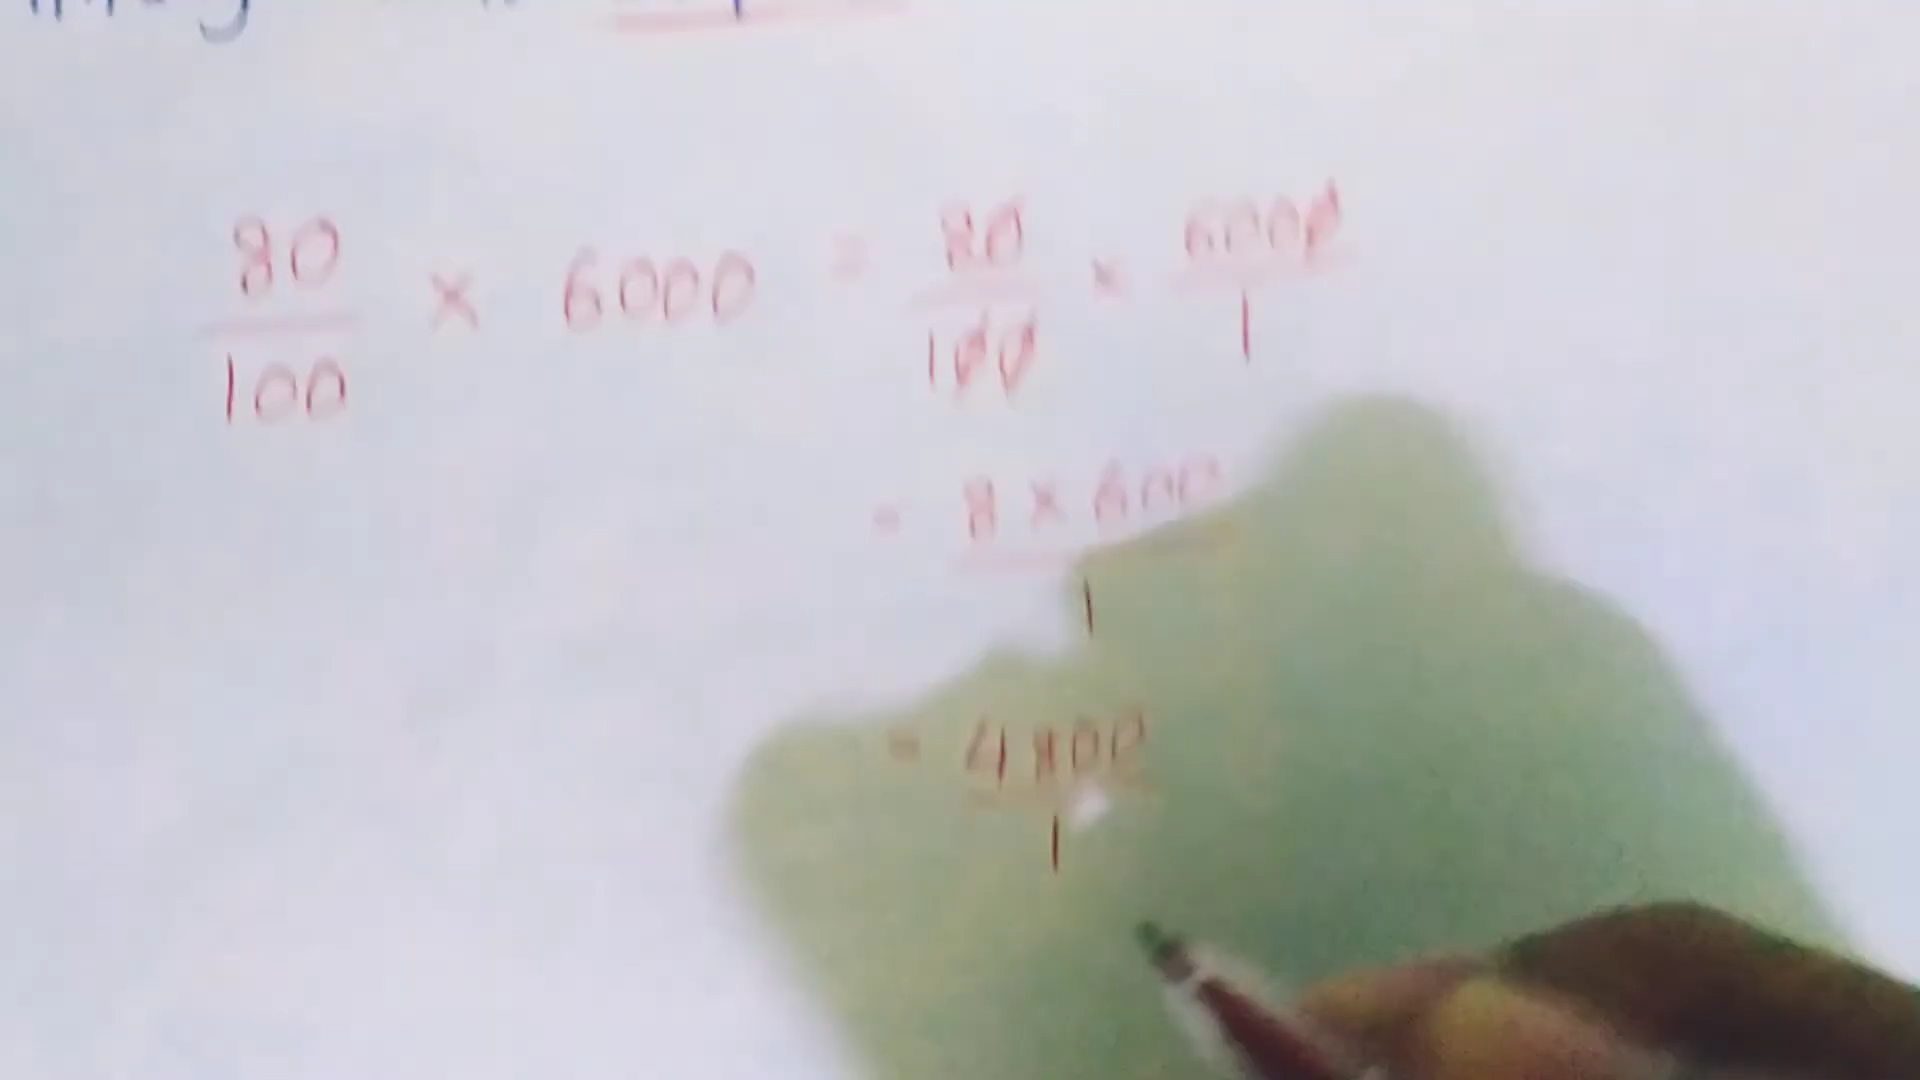 80/100 × 6000 = 80/100 × 6000/1
= 8 × 600/1
= 4800/1